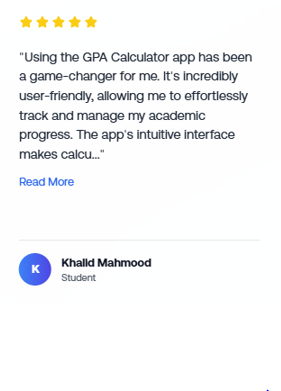 "Using the GPA Calculator app has been
a game-changer for me. It's incredibly
user-friendly, allowing me to effortlessly
track and manage my academic
progress. The app's intuitive interface
makes calcu..."
Read More
K
Khalid Mahmood
Student